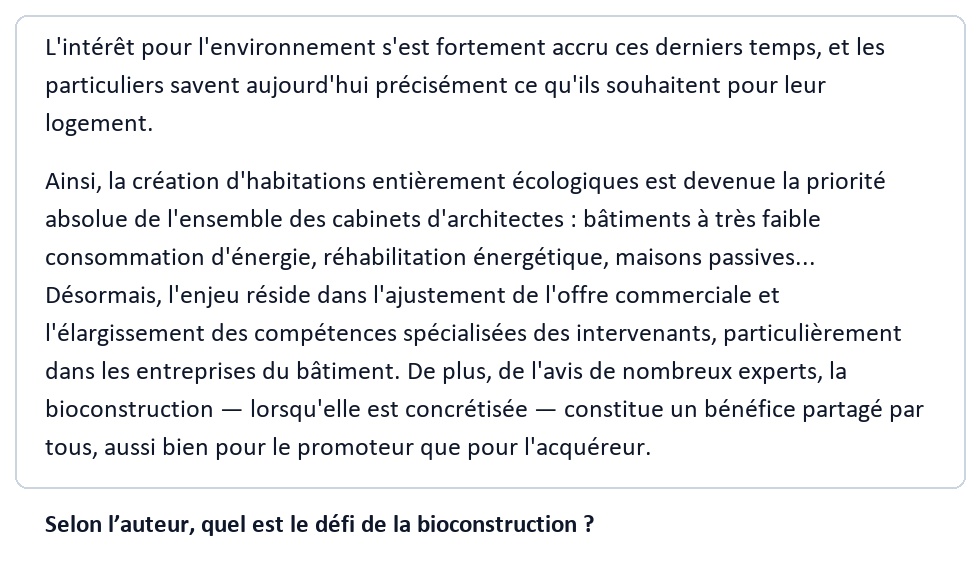 L'intérêt pour l'environnement s'est fortement accru ces derniers temps, et les
particuliers savent aujourd'hui précisément ce qu'ils souhaitent pour leur
logement.
Ainsi, la création d'habitations entièrement écologiques est devenue la priorité
absolue de l'ensemble des cabinets d'architectes : bâtiments à très faible
consommation d'énergie, réhabilitation énergétique, maisons passives...
Désormais, l'enjeu réside dans l'ajustement de l'offre commerciale et
l'élargissement des compétences spécialisées des intervenants, particulièrement
dans les entreprises du bâtiment. De plus, de l'avis de nombreux experts, la
bioconstruction — lorsqu'elle est concrétisée — constitue un bénéfice partagé par
tous, aussi bien pour le promoteur que pour l'acquéreur.
Selon l’auteur, quel est le défi de la bioconstruction ?